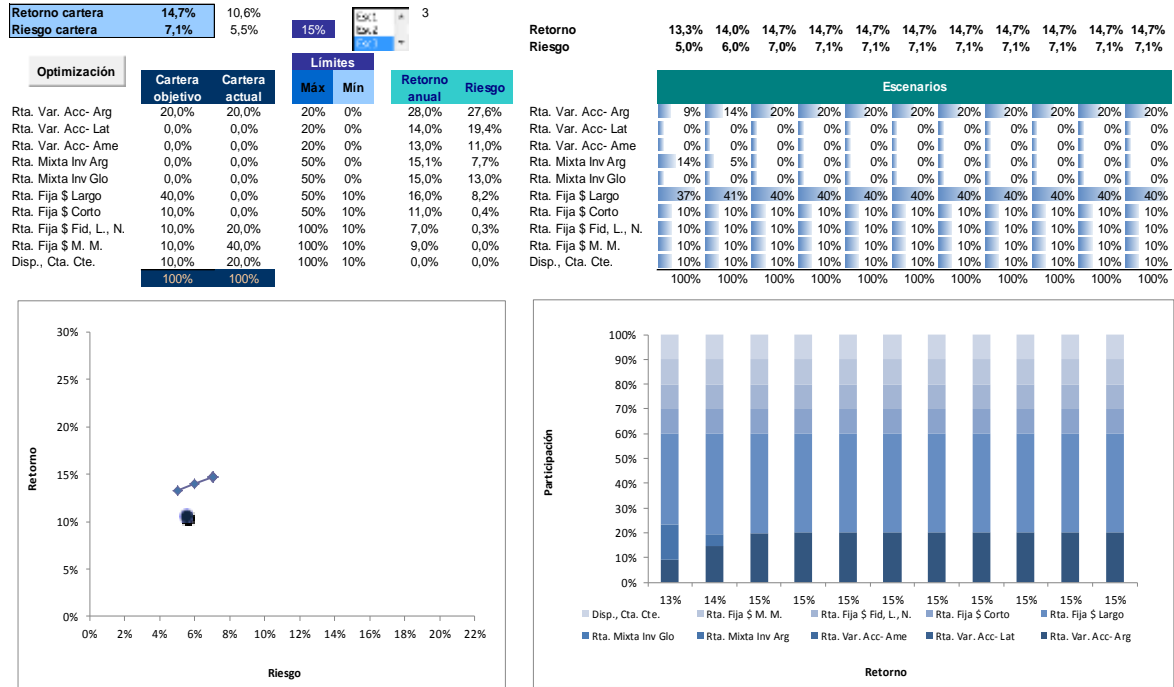 Retorno cartera 14,7% 10,6%
Riesgo cartera 7,1% 5,5% 15%
Esc1
Esc2
Esc3
3
Optimización
Límites
Cartera objetivo Cartera actual Máx Mín Retorno anual Riesgo
Rta. Var. Acc- Arg 20,0% 20,0% 20% 0% 28,0% 27,6%
Rta. Var. Acc- Lat 0,0% 0,0% 20% 0% 14,0% 19,4%
Rta. Var. Acc- Ame 0,0% 0,0% 20% 0% 13,0% 11,0%
Rta. Mixta Inv Arg 0,0% 0,0% 50% 0% 15,1% 7,7%
Rta. Mixta Inv Glo 0,0% 0,0% 50% 0% 15,0% 13,0%
Rta. Fija $ Largo 40,0% 0,0% 50% 10% 16,0% 8,2%
Rta. Fija $ Corto 10,0% 0,0% 50% 10% 11,0% 0,4%
Rta. Fija $ Fid, L., N. 10,0% 20,0% 100% 10% 7,0% 0,3%
Rta. Fija $ M. M. 10,0% 40,0% 100% 10% 9,0% 0,0%
Disp., Cta. Cte. 10,0% 20,0% 100% 10% 0,0% 0,0%
100% 100%
Retorno 13,3% 14,0% 14,7% 14,7% 14,7% 14,7% 14,7% 14,7% 14,7% 14,7%
Riesgo 5,0% 6,0% 7,0% 7,1% 7,1% 7,1% 7,1% 7,1% 7,1% 7,1%
Escenarios
Rta. Var. Acc- Arg 9% 14% 20% 20% 20% 20% 20% 20% 20% 20%
Rta. Var. Acc- Lat 0% 0% 0% 0% 0% 0% 0% 0% 0% 0%
Rta. Var. Acc- Ame 0% 0% 0% 0% 0% 0% 0% 0% 0% 0%
Rta. Mixta Inv Arg 14% 5% 0% 0% 0% 0% 0% 0% 0% 0%
Rta. Mixta Inv Glo 0% 0% 0% 0% 0% 0% 0% 0% 0% 0%
Rta. Fija $ Largo 37% 41% 40% 40% 40% 40% 40% 40% 40% 40%
Rta. Fija $ Corto 10% 10% 10% 10% 10% 10% 10% 10% 10% 10%
Rta. Fija $ Fid, L., N. 10% 10% 10% 10% 10% 10% 10% 10% 10% 10%
Rta. Fija $ M. M. 10% 10% 10% 10% 10% 10% 10% 10% 10% 10%
Disp., Cta. Cte. 10% 10% 10% 10% 10% 10% 10% 10% 10% 10%
100% 100% 100% 100% 100% 100% 100% 100% 100% 100%
Retorno
30%
25%
20%
15%
10%
5%
0%
0% 2% 4% 6% 8% 10% 12% 14% 16% 18% 20% 22%
Riesgo
Participación
100%
90%
80%
70%
60%
50%
40%
30%
20%
10%
0%
13% 14% 15% 15% 15% 15% 15% 15% 15% 15%
Disp., Cta. Cte. Rta. Fija $ M. M. Rta. Fija $ Fid, L., N. Rta. Fija $ Corto Rta. Fija $ Largo
Rta. Mixta Inv Glo Rta. Mixta Inv Arg Rta. Var. Acc- Ame Rta. Var. Acc- Lat Rta. Var. Acc- Arg
Retorno